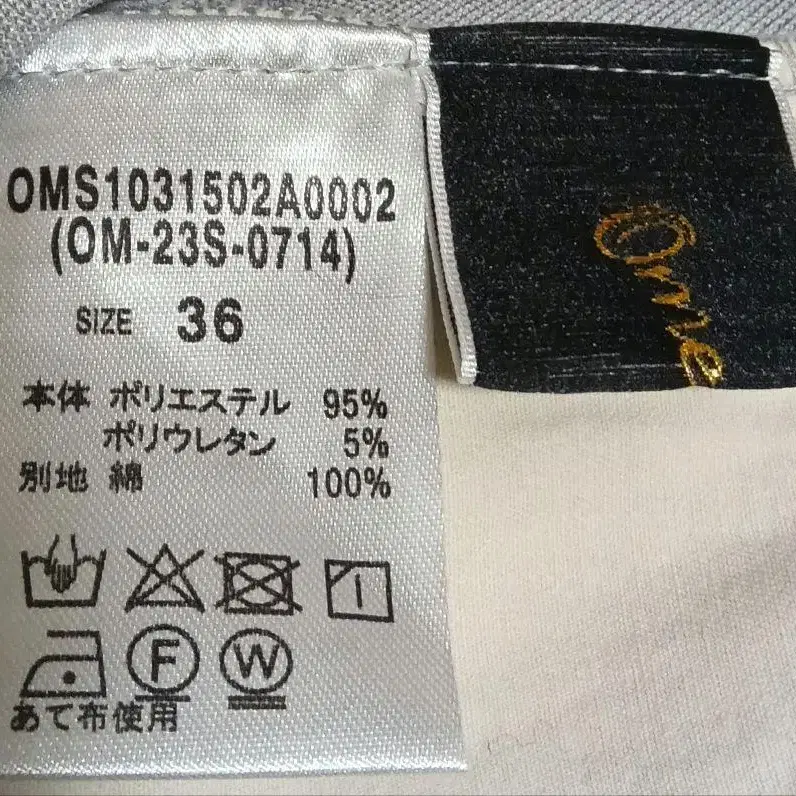 OMS1031502A0002
(OM-23S-0714)
SIZE 36
本体 ポリエステル 95%
ポリウレタン 5%
別地 綿 100%
F W
あて布使用
Ome